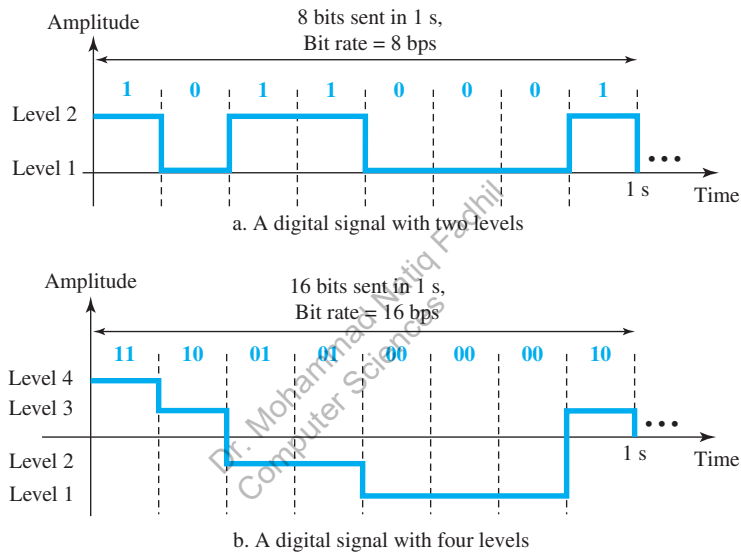 Amplitude
8 bits sent in 1 s,
Bit rate = 8 bps
1 0 1 1 0 0 0 1
Level 2
Level 1
1 s
Time
a. A digital signal with two levels
Amplitude
16 bits sent in 1 s,
Bit rate = 16 bps
11 10 01 01 00 00 00 10
Level 4
Level 3
Level 2
Level 1
1 s
Time
b. A digital signal with four levels
Dr. Mohammad Natiq Fadhil
Computer Sciences